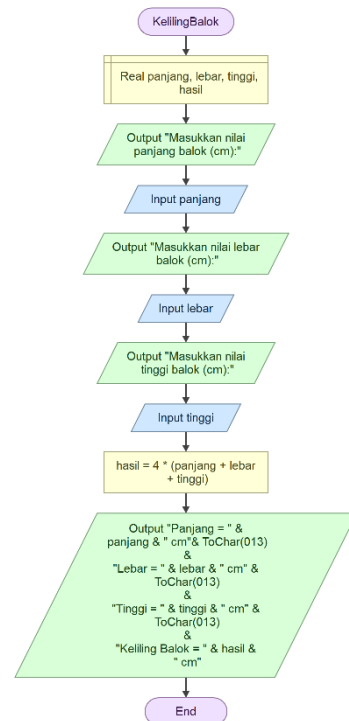 KelilingBalok
Real panjang, lebar, tinggi,
hasil
Output "Masukkan nilai
panjang balok (cm):"
Input panjang
Output "Masukkan nilai lebar
balok (cm):"
Input lebar
Output "Masukkan nilai
tinggi balok (cm):"
Input tinggi
hasil = 4 * (panjang + lebar
+ tinggi)
Output "Panjang = " &
panjang & " cm"& ToChar(013)
&
"Lebar = " & lebar & " cm" &
ToChar(013)
&
"Tinggi = " & tinggi & " cm" &
ToChar(013)
&
"Keliling Balok = " & hasil &
" cm"
End